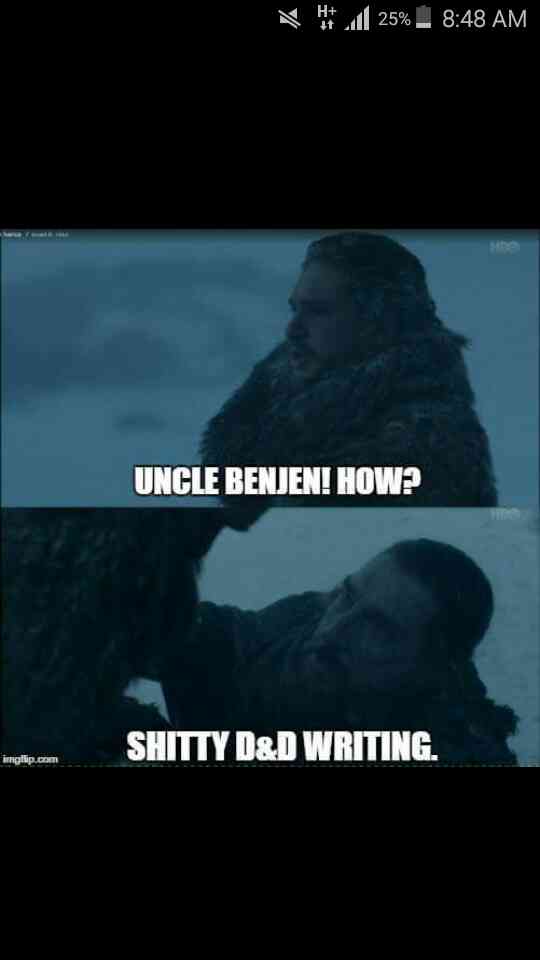 H+
25%
8:48 AM
HBO
UNCLE BENJEN! HOW?
HBO
SHITTY D&D WRITING.
imgflip.com